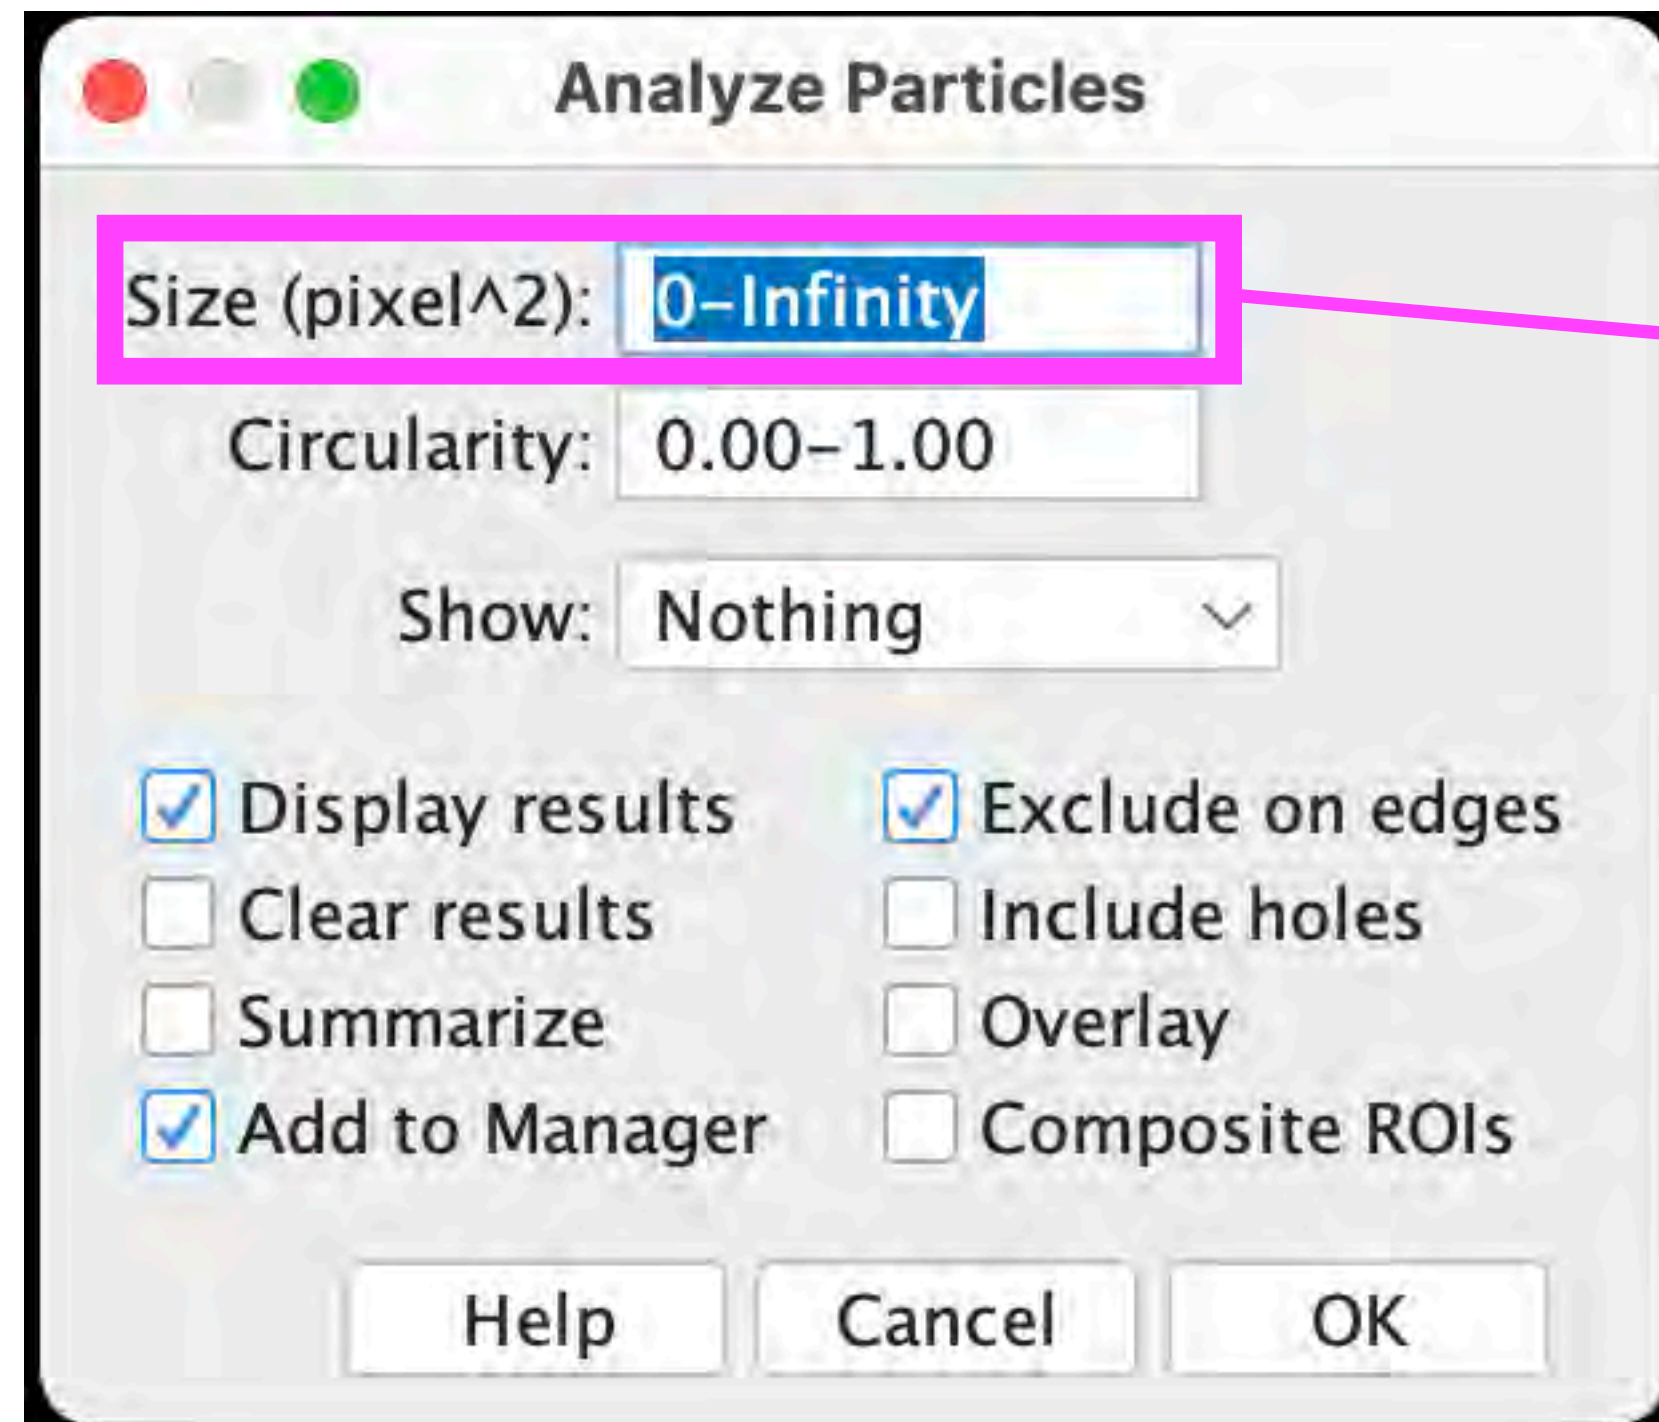 Analyze Particles
Size (pixel^2): 0-Infinity
Circularity: 0.00-1.00
Show: Nothing
Display results Exclude on edges
Clear results Include holes
Summarize Overlay
Add to Manager Composite ROIs
Help Cancel OK